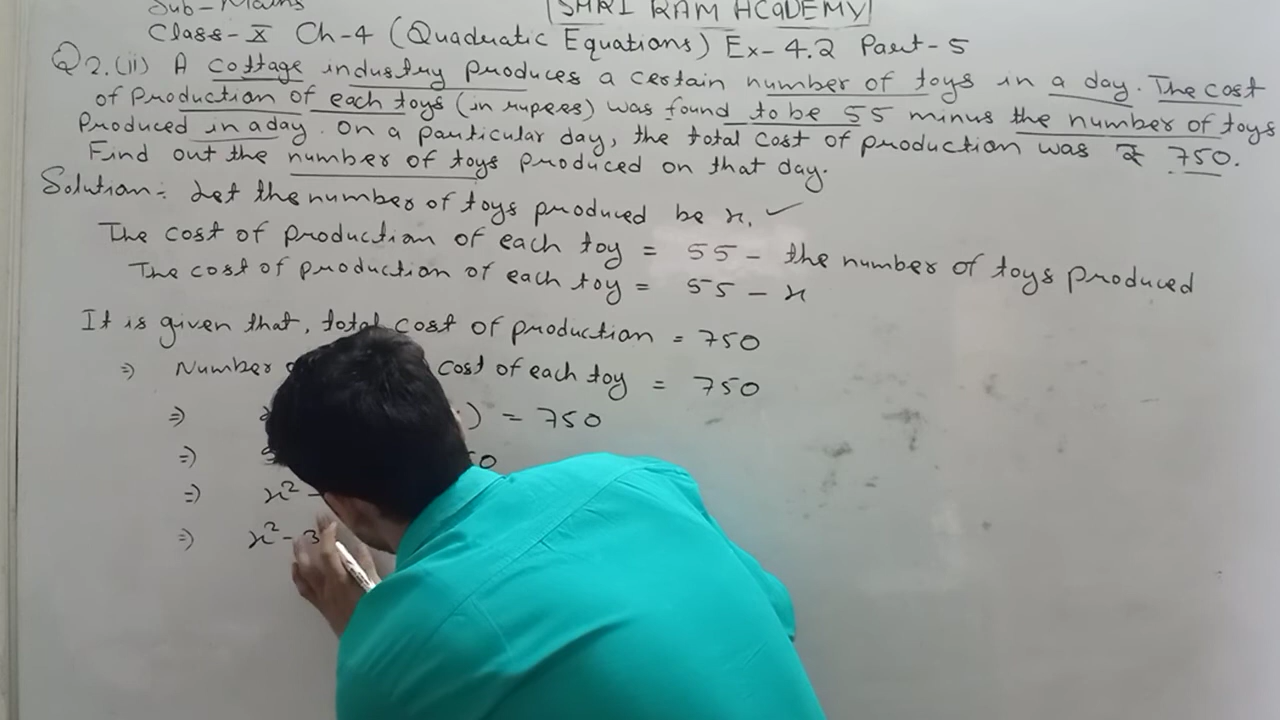 Sub - Maths
SHRI RAM ACADEMY
Class - X Ch-4 (Quadratic Equations) Ex- 4.2 Part - 5
Q2.(ii) A cottage industry produces a certain number of toys in a day. The cost
of production of each toys (in rupees) was found to be 55 minus the number of toys
produced in a day. On a particular day, the total cost of production was ₹ 750.
Find out the number of toys produced on that day.
Solution:- Let the number of toys produced be x. ✓
The cost of production of each toy = 55 - the number of toys produced
The cost of production of each toy = 55 - x
It is given that, total cost of production = 750
⇒ Number cost of each toy = 750
⇒ ) = 750
⇒
⇒ x² -
⇒ x² - 3